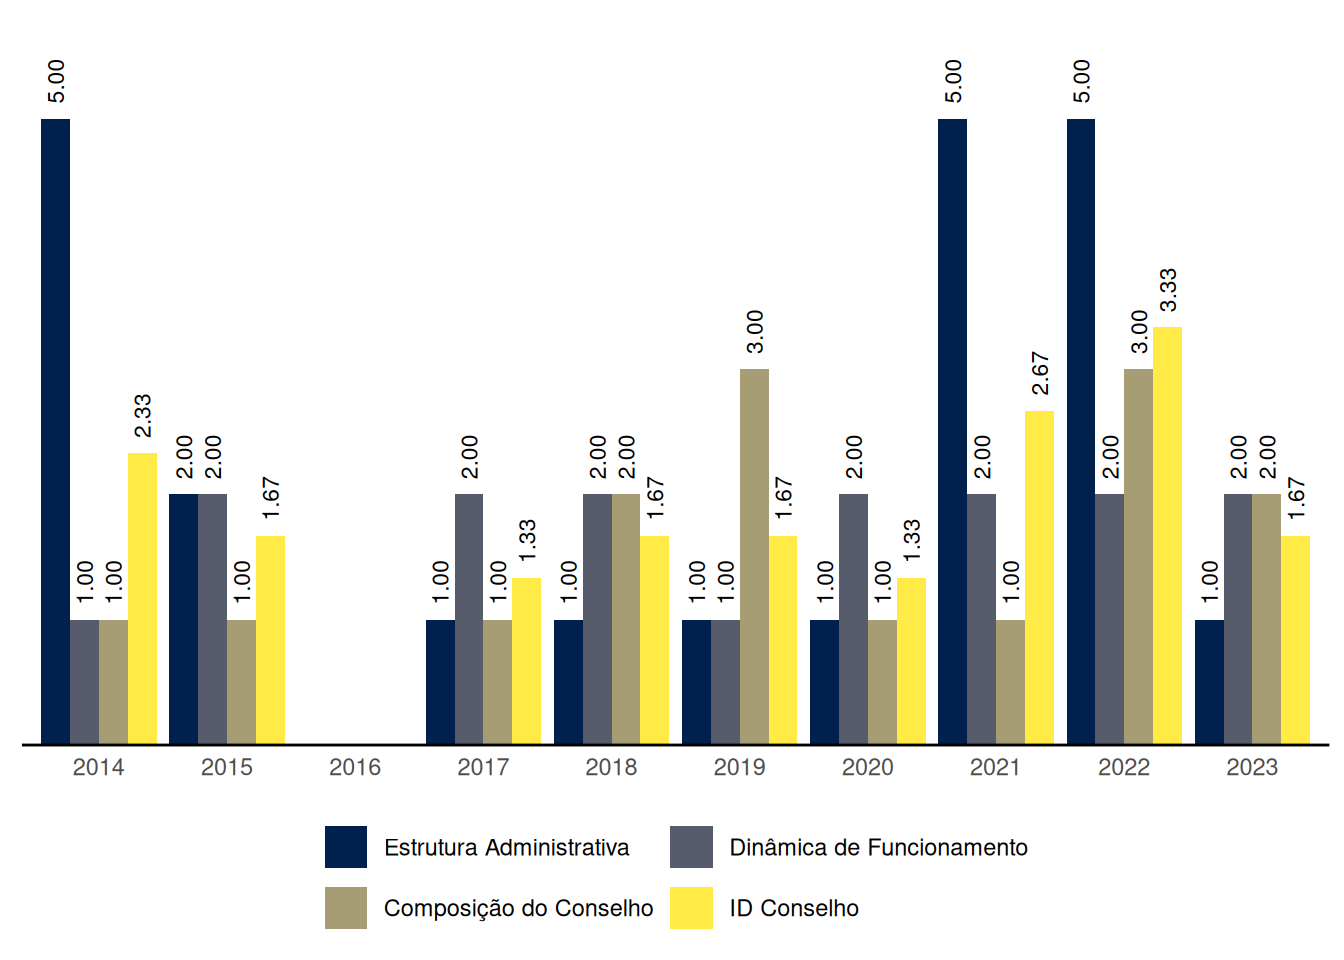 5.00 1.00 1.00 2.33
2.00 2.00 1.00 1.67
1.00 2.00 1.00 1.33
1.00 2.00 2.00 1.67
1.00 1.00 3.00 1.67
1.00 2.00 1.00 1.33
5.00 2.00 1.00 2.67
5.00 2.00 3.00 3.33
1.00 2.00 2.00 1.67
2014 2015 2016 2017 2018 2019 2020 2021 2022 2023
Estrutura Administrativa Dinâmica de Funcionamento
Composição do Conselho ID Conselho